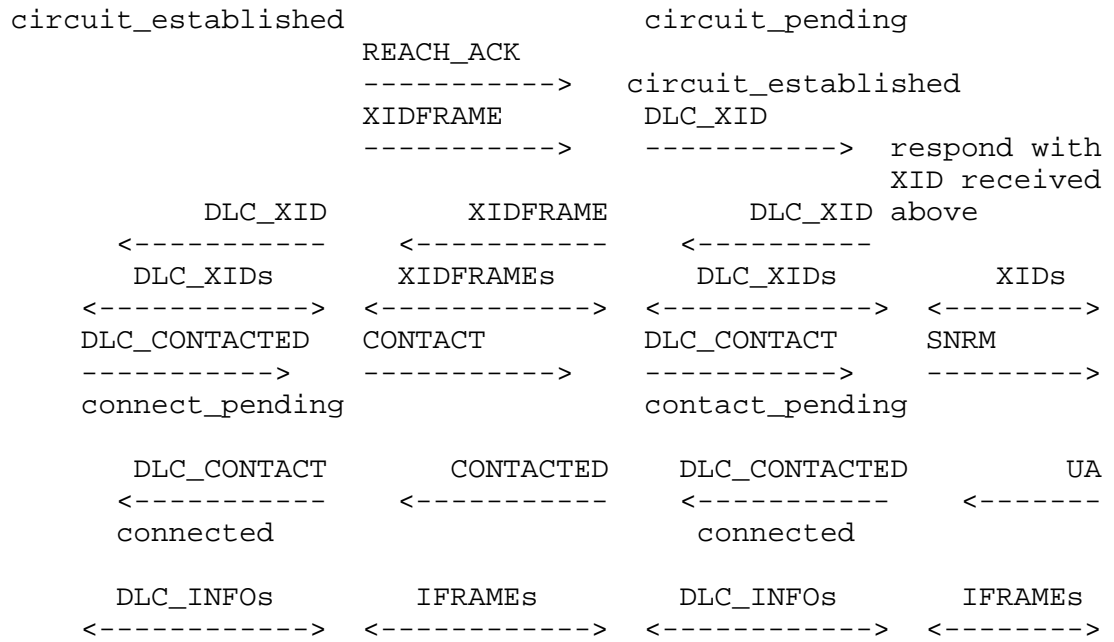 circuit_established                     circuit_pending
                        REACH_ACK
                        ----------->    circuit_established
                        XIDFRAME         DLC_XID
                        ----------->     ----------->  respond with
                                                       XID received
             DLC_XID          XIDFRAME          DLC_XID above
       <-----------     <-----------      <----------
        DLC_XIDs          XIDFRAMEs          DLC_XIDs          XIDs
     <------------>  <------------>  <------------>  <-------->
     DLC_CONTACTED   CONTACT           DLC_CONTACT      SNRM
     ----------->     ----------->      ----------->     --------->
     connect_pending                     contact_pending
        DLC_CONTACT        CONTACTED     DLC_CONTACTED          UA
       <-----------     <-----------      <-----------     <-------
       connected                           connected
       DLC_INFOs          IFRAMEs          DLC_INFOs        IFRAMEs
     <------------>  <------------>  <------------>  <-------->